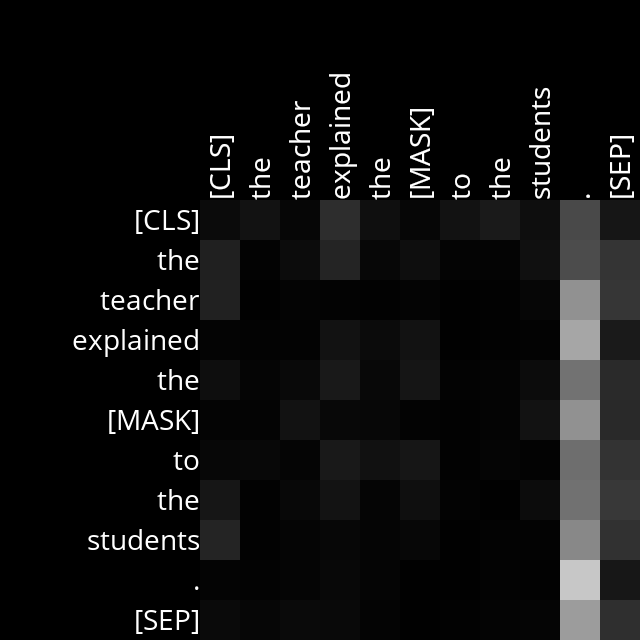 [CLS] the teacher explained the [MASK] to the students . [SEP]
[CLS]
the
teacher
explained
the
[MASK]
to
the
students
.
[SEP]